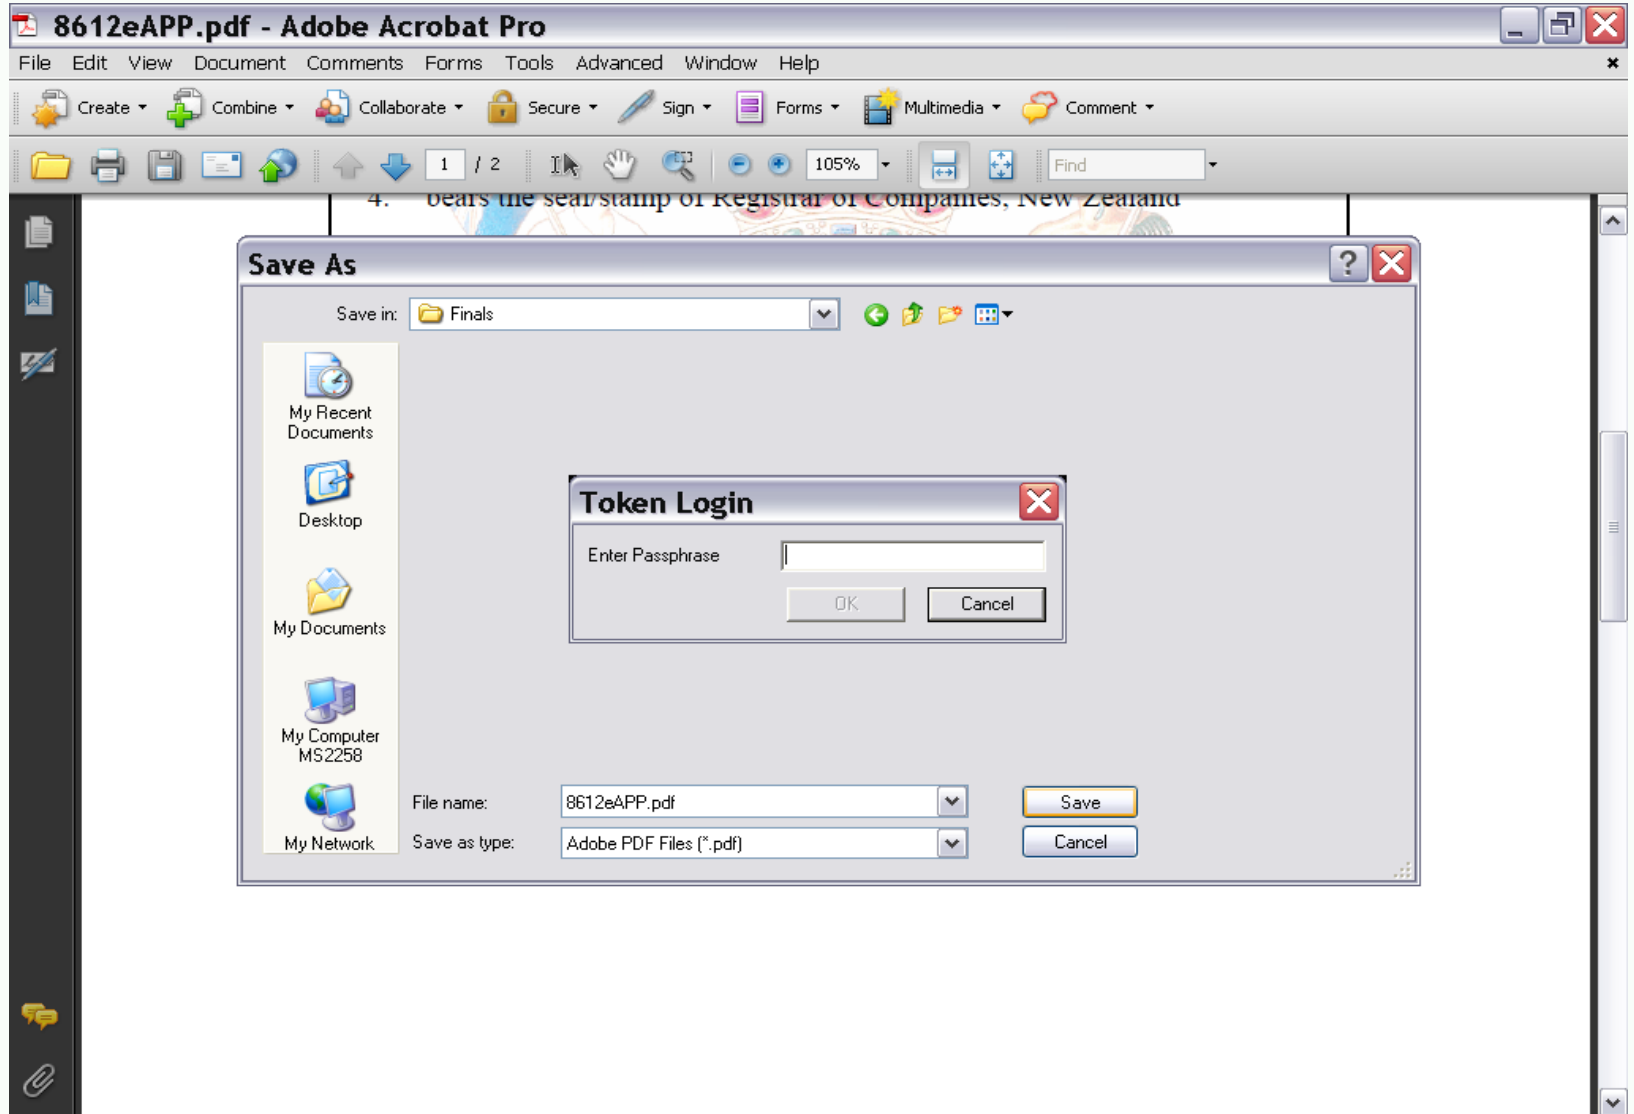 8612eAPP.pdf - Adobe Acrobat Pro
File Edit View Document Comments Forms Tools Advanced Window Help
Create Combine Collaborate Secure Sign Forms Multimedia Comment
1 / 2 105% Find
4. bears the seal/stamp of Registrar of Companies, New Zealand
Save As
Save in: Finals
My Recent
Documents
Desktop
Token Login
Enter Passphrase
OK Cancel
My Documents
My Computer
MS2258
File name: 8612eAPP.pdf Save
My Network Save as type: Adobe PDF Files (*.pdf) Cancel